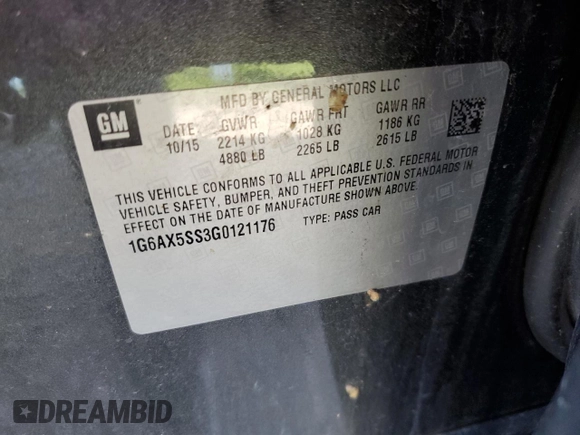 GM
MFD BY GENERAL MOTORS LLC
DATE GVWR GAWR FRT GAWR RR
10/15 2214 KG 1028 KG 1186 KG
4880 LB 2265 LB 2615 LB
THIS VEHICLE CONFORMS TO ALL APPLICABLE U.S. FEDERAL MOTOR
VEHICLE SAFETY, BUMPER, AND THEFT PREVENTION STANDARDS IN
EFFECT ON THE DATE OF MANUFACTURE SHOWN ABOVE.
1G6AX5SS3G0121176 TYPE: PASS CAR
DREAMBID